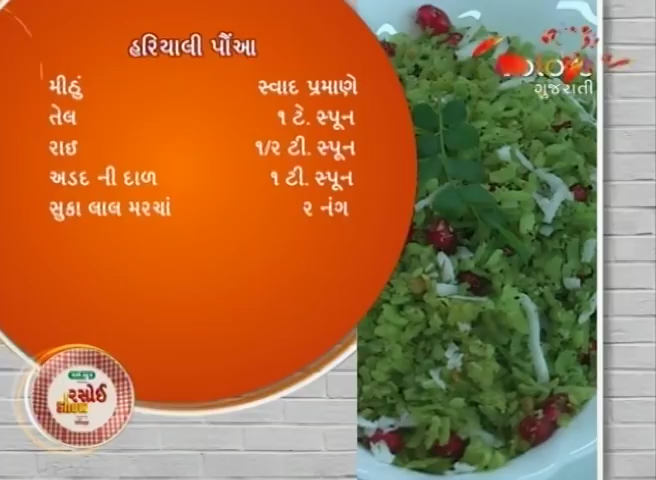 હરિયાલી પૌંઆ
મીઠું સ્વાદ પ્રમાણે
તેલ ૧ ટે. સ્પૂન
રાઇ ૧/૨ ટી. સ્પૂન
અડદ ની દાળ ૧ ટી. સ્પૂન
સુકા લાલ મરચાં ૨ નંગ
ગુજરાતી
રસોઈ